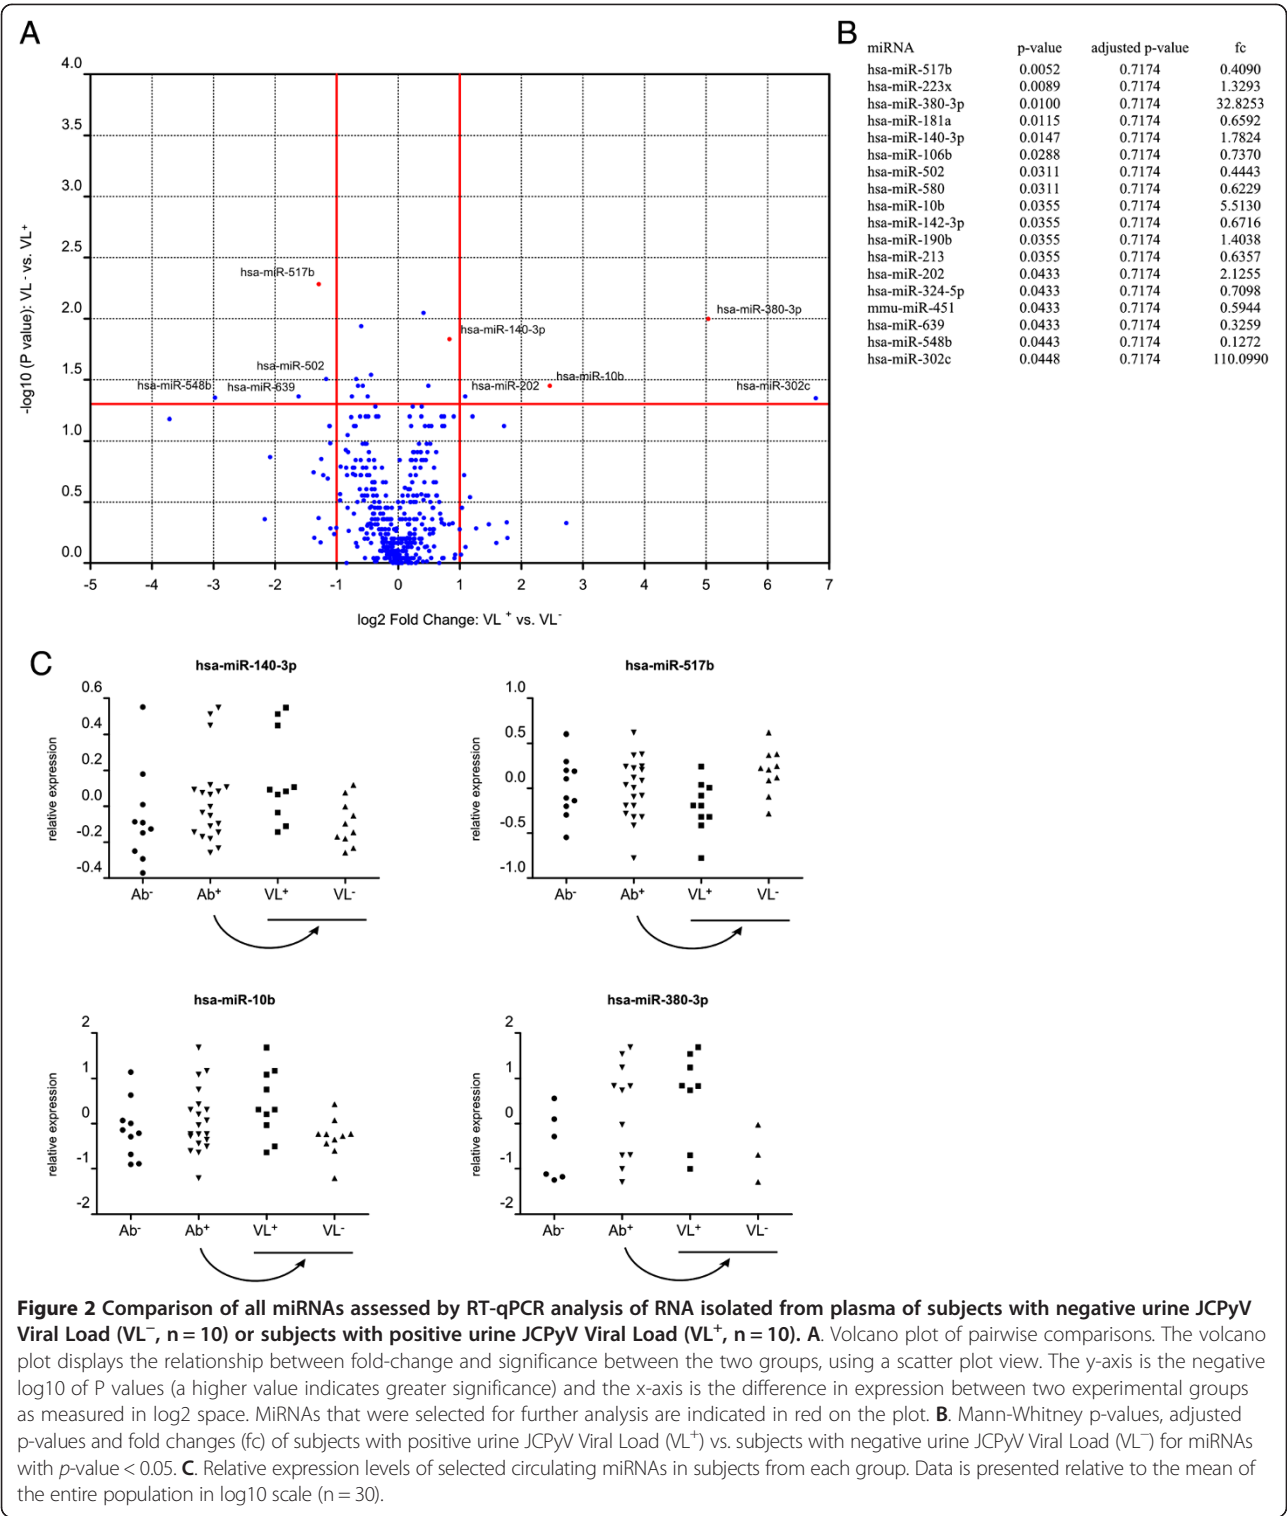 A
4.0
3.5
3.0
2.5
2.0
1.5
1.0
0.5
0.0
-log10 (P value): VL - vs. VL+
hsa-miR-517b
hsa-miR-380-3p
hsa-miR-140-3p
hsa-miR-502
hsa-miR-10b
hsa-miR-548b
hsa-miR-639
hsa-miR-202
hsa-miR-302c
-5 -4 -3 -2 -1 0 1 2 3 4 5 6 7
log2 Fold Change: VL + vs. VL-
B
miRNA p-value adjusted p-value fc
hsa-miR-517b 0.0052 0.7174 0.4090
hsa-miR-223x 0.0089 0.7174 1.3293
hsa-miR-380-3p 0.0100 0.7174 32.8253
hsa-miR-181a 0.0115 0.7174 0.6592
hsa-miR-140-3p 0.0147 0.7174 1.7824
hsa-miR-106b 0.0288 0.7174 0.7370
hsa-miR-502 0.0311 0.7174 0.4443
hsa-miR-580 0.0311 0.7174 0.6229
hsa-miR-10b 0.0355 0.7174 5.5130
hsa-miR-142-3p 0.0355 0.7174 0.6716
hsa-miR-190b 0.0355 0.7174 1.4038
hsa-miR-213 0.0355 0.7174 0.6357
hsa-miR-202 0.0433 0.7174 2.1255
hsa-miR-324-5p 0.0433 0.7174 0.7098
mmu-miR-451 0.0433 0.7174 0.5944
hsa-miR-639 0.0433 0.7174 0.3259
hsa-miR-548b 0.0443 0.7174 0.1272
hsa-miR-302c 0.0448 0.7174 110.0990
C
hsa-miR-140-3p
relative expression
0.6
0.4
0.2
0.0
-0.2
-0.4
Ab- Ab+ VL+ VL-
hsa-miR-517b
relative expression
1.0
0.5
0.0
-0.5
-1.0
Ab- Ab+ VL+ VL-
hsa-miR-10b
relative expression
2
1
0
-1
-2
Ab- Ab+ VL+ VL-
hsa-miR-380-3p
relative expression
2
1
0
-1
-2
Ab- Ab+ VL+ VL-
Figure 2 Comparison of all miRNAs assessed by RT-qPCR analysis of RNA isolated from plasma of subjects with negative urine JCPyV
Viral Load (VL−, n = 10) or subjects with positive urine JCPyV Viral Load (VL+, n = 10). A. Volcano plot of pairwise comparisons. The volcano
plot displays the relationship between fold-change and significance between the two groups, using a scatter plot view. The y-axis is the negative
log10 of P values (a higher value indicates greater significance) and the x-axis is the difference in expression between two experimental groups
as measured in log2 space. MiRNAs that were selected for further analysis are indicated in red on the plot. B. Mann-Whitney p-values, adjusted
p-values and fold changes (fc) of subjects with positive urine JCPyV Viral Load (VL+) vs. subjects with negative urine JCPyV Viral Load (VL−) for miRNAs
with p-value < 0.05. C. Relative expression levels of selected circulating miRNAs in subjects from each group. Data is presented relative to the mean of
the entire population in log10 scale (n = 30).